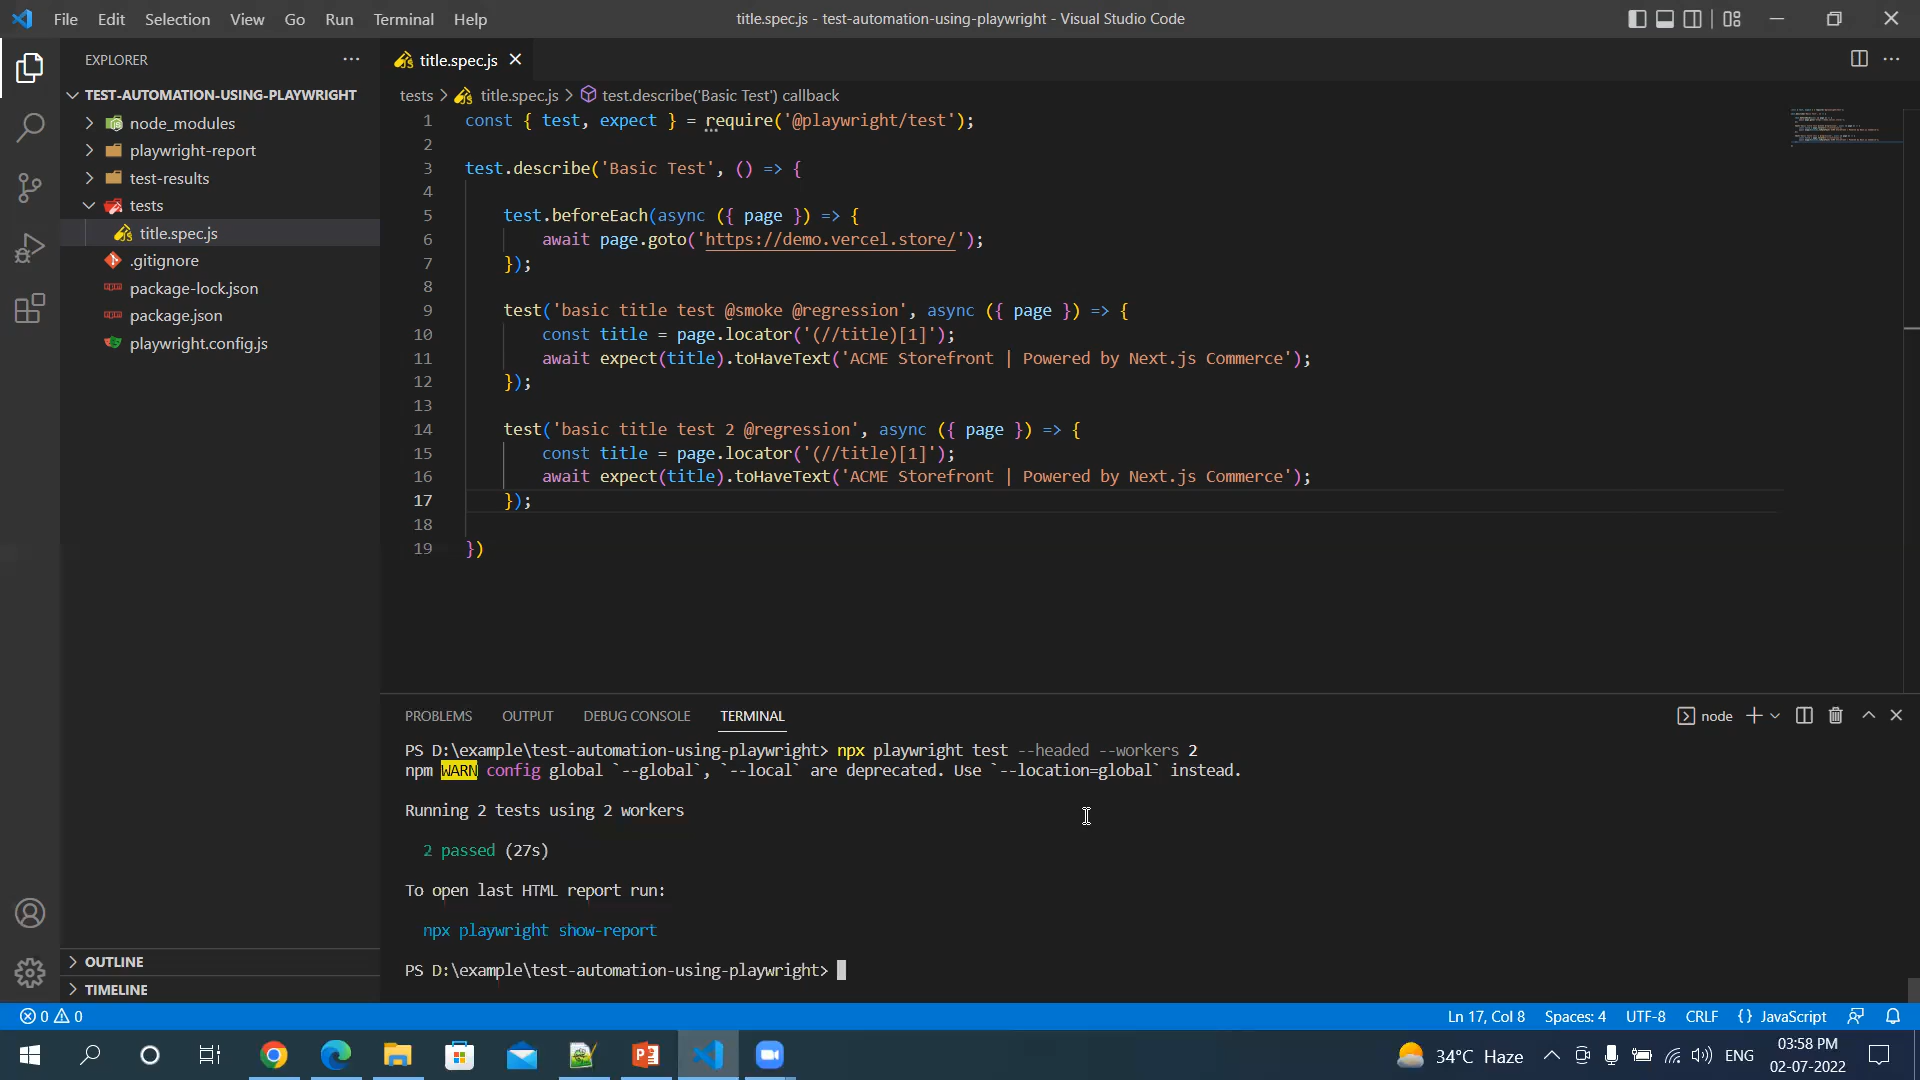 File Edit Selection View Go Run Terminal Help
title.spec.js - test-automation-using-playwright - Visual Studio Code
EXPLORER
TEST-AUTOMATION-USING-PLAYWRIGHT
node_modules
playwright-report
test-results
tests
title.spec.js
.gitignore
package-lock.json
package.json
playwright.config.js
OUTLINE
TIMELINE
title.spec.js
tests > title.spec.js > test.describe('Basic Test') callback
1 const { test, expect } = require('@playwright/test');
2
3 test.describe('Basic Test', () => {
4
5 test.beforeEach(async ({ page }) => {
6 await page.goto('https://demo.vercel.store/');
7 });
8
9 test('basic title test @smoke @regression', async ({ page }) => {
10 const title = page.locator('(//title)[1]');
11 await expect(title).toHaveText('ACME Storefront | Powered by Next.js Commerce');
12 });
13
14 test('basic title test 2 @regression', async ({ page }) => {
15 const title = page.locator('(//title)[1]');
16 await expect(title).toHaveText('ACME Storefront | Powered by Next.js Commerce');
17 });
18
19 })
PROBLEMS OUTPUT DEBUG CONSOLE TERMINAL
node
PS D:\example\test-automation-using-playwright> npx playwright test --headed --workers 2
npm WARN config global `--global`, `--local` are deprecated. Use `--location=global` instead.
Running 2 tests using 2 workers
2 passed (27s)
To open last HTML report run:
npx playwright show-report
PS D:\example\test-automation-using-playwright>
0 0
Ln 17, Col 8 Spaces: 4 UTF-8 CRLF {} JavaScript
34°C Haze
ENG
03:58 PM
02-07-2022